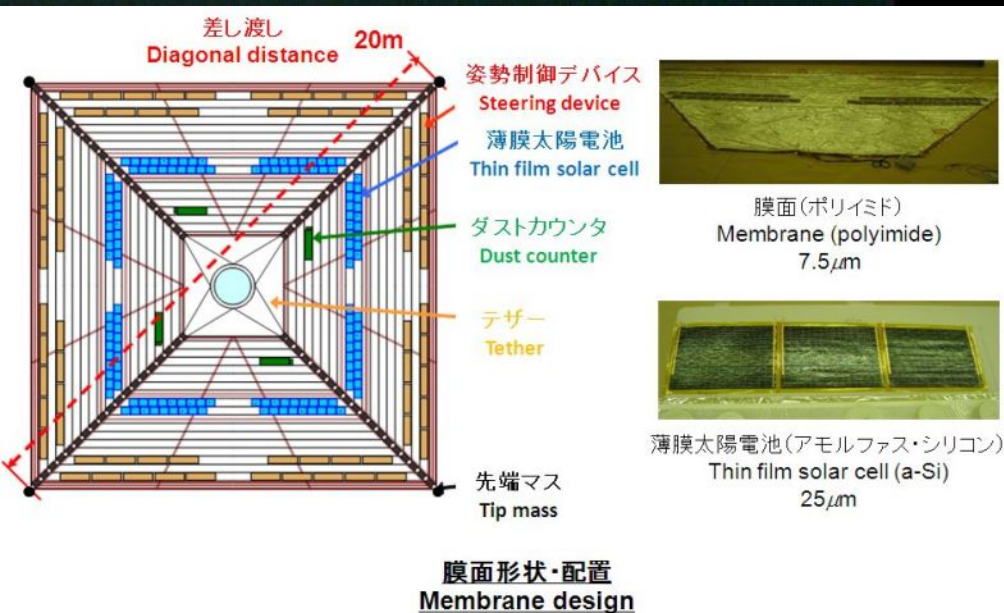 差し渡し
Diagonal distance
20m
姿勢制御デバイス
Steering device
薄膜太陽電池
Thin film solar cell
ダストカウンタ
Dust counter
テザー
Tether
先端マス
Tip mass
膜面(ポリイミド)
Membrane (polyimide)
7.5μm
薄膜太陽電池(アモルファス・シリコン)
Thin film solar cell (a-Si)
25μm
膜面形状・配置
Membrane design